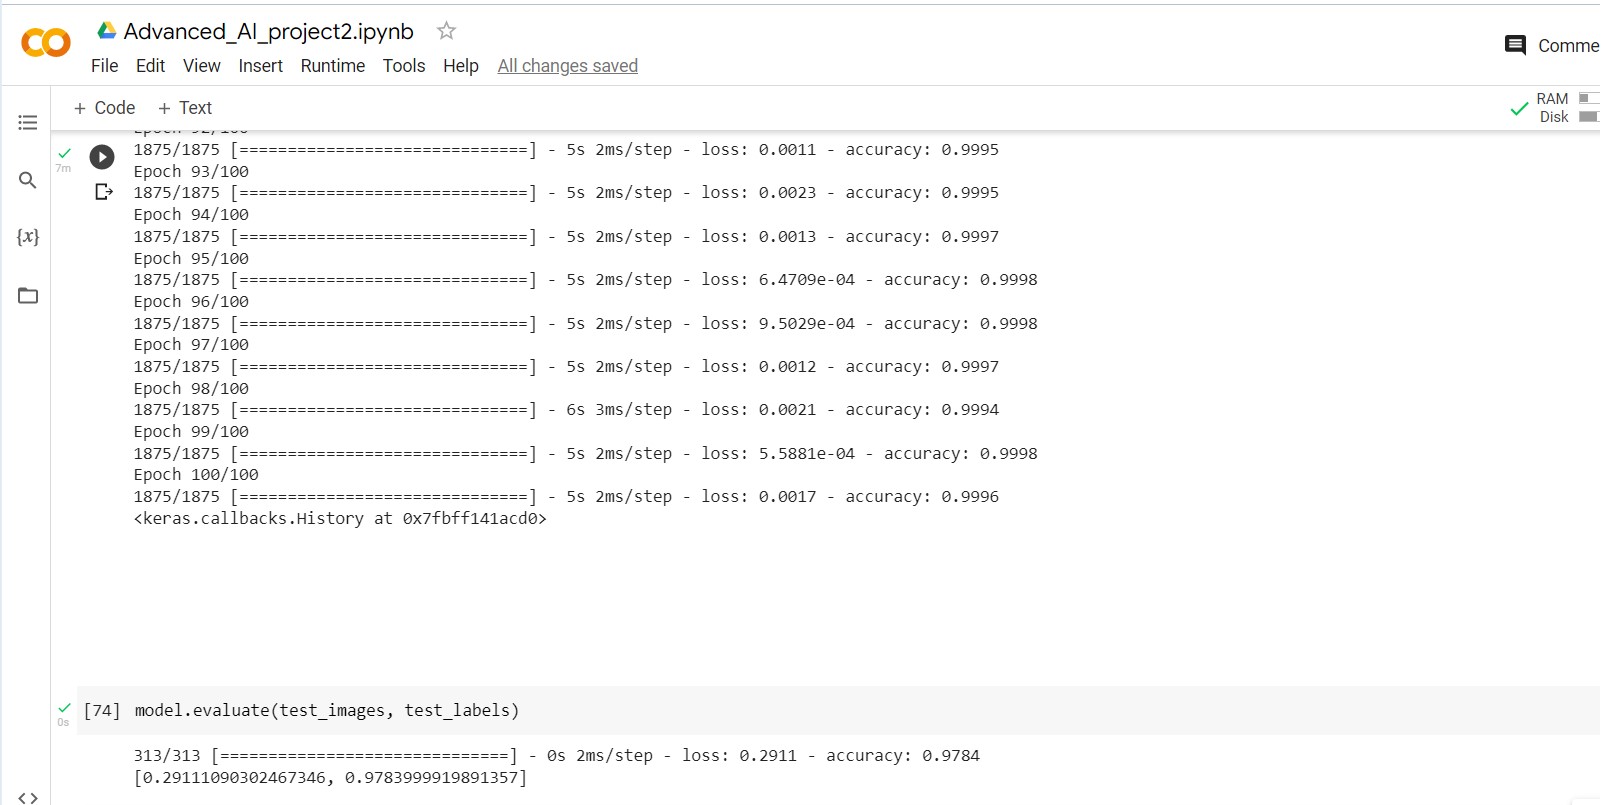 Advanced_AI_project2.ipynb
File Edit View Insert Runtime Tools Help All changes saved
Comme
+ Code + Text
RAM
Disk
Epoch 92/100
7m
1875/1875 [==============================] - 5s 2ms/step - loss: 0.0011 - accuracy: 0.9995
Epoch 93/100
1875/1875 [==============================] - 5s 2ms/step - loss: 0.0023 - accuracy: 0.9995
Epoch 94/100
1875/1875 [==============================] - 5s 2ms/step - loss: 0.0013 - accuracy: 0.9997
Epoch 95/100
1875/1875 [==============================] - 5s 2ms/step - loss: 6.4709e-04 - accuracy: 0.9998
Epoch 96/100
1875/1875 [==============================] - 5s 2ms/step - loss: 9.5029e-04 - accuracy: 0.9998
Epoch 97/100
1875/1875 [==============================] - 5s 2ms/step - loss: 0.0012 - accuracy: 0.9997
Epoch 98/100
1875/1875 [==============================] - 6s 3ms/step - loss: 0.0021 - accuracy: 0.9994
Epoch 99/100
1875/1875 [==============================] - 5s 2ms/step - loss: 5.5881e-04 - accuracy: 0.9998
Epoch 100/100
1875/1875 [==============================] - 5s 2ms/step - loss: 0.0017 - accuracy: 0.9996
<keras.callbacks.History at 0x7fbff141acd0>
{x}
0s
[74] model.evaluate(test_images, test_labels)
313/313 [==============================] - 0s 2ms/step - loss: 0.2911 - accuracy: 0.9784
[0.29111090302467346, 0.9783999919891357]